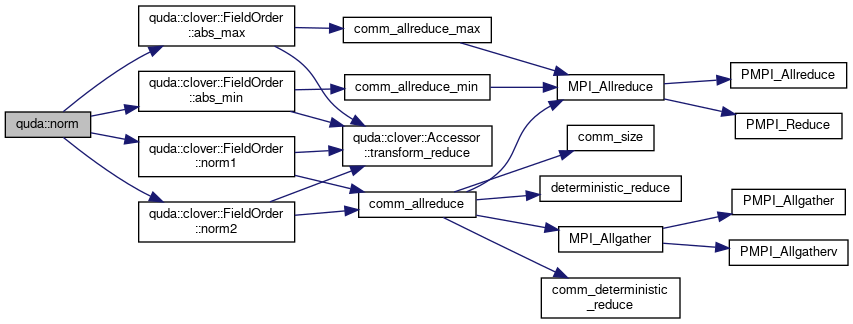 quda::norm
quda::clover::FieldOrder
::abs_max
quda::clover::FieldOrder
::abs_min
quda::clover::FieldOrder
::norm1
quda::clover::FieldOrder
::norm2
comm_allreduce_max
comm_allreduce_min
quda::clover::Accessor
::transform_reduce
comm_allreduce
MPI_Allreduce
comm_size
deterministic_reduce
MPI_Allgather
comm_deterministic
_reduce
PMPI_Allreduce
PMPI_Reduce
PMPI_Allgather
PMPI_Allgatherv